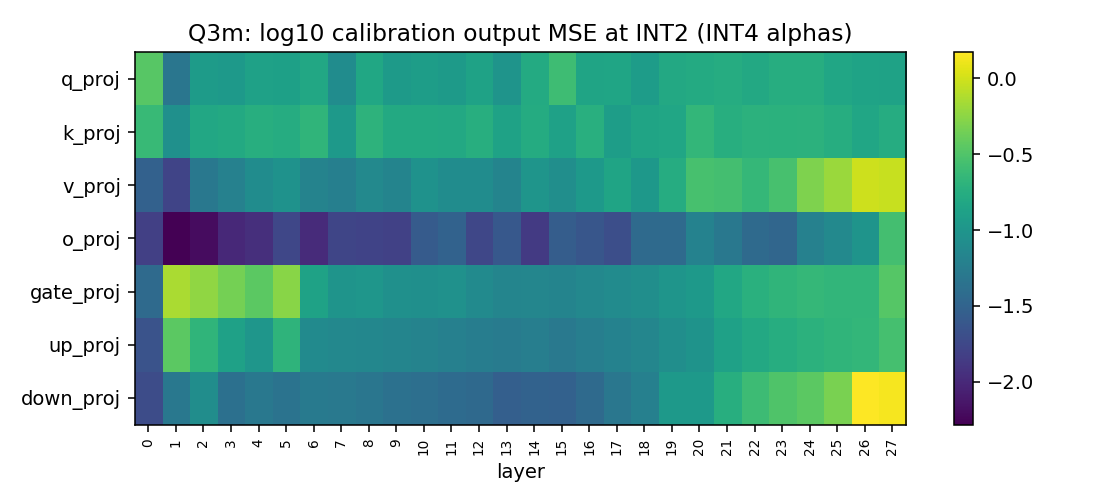 Q3m: log10 calibration output MSE at INT2 (INT4 alphas)
q_proj
k_proj
v_proj
o_proj
gate_proj
up_proj
down_proj
0 1 2 3 4 5 6 7 8 9 10 11 12 13 14 15 16 17 18 19 20 21 22 23 24 25 26 27
layer
0.0
−0.5
−1.0
−1.5
−2.0